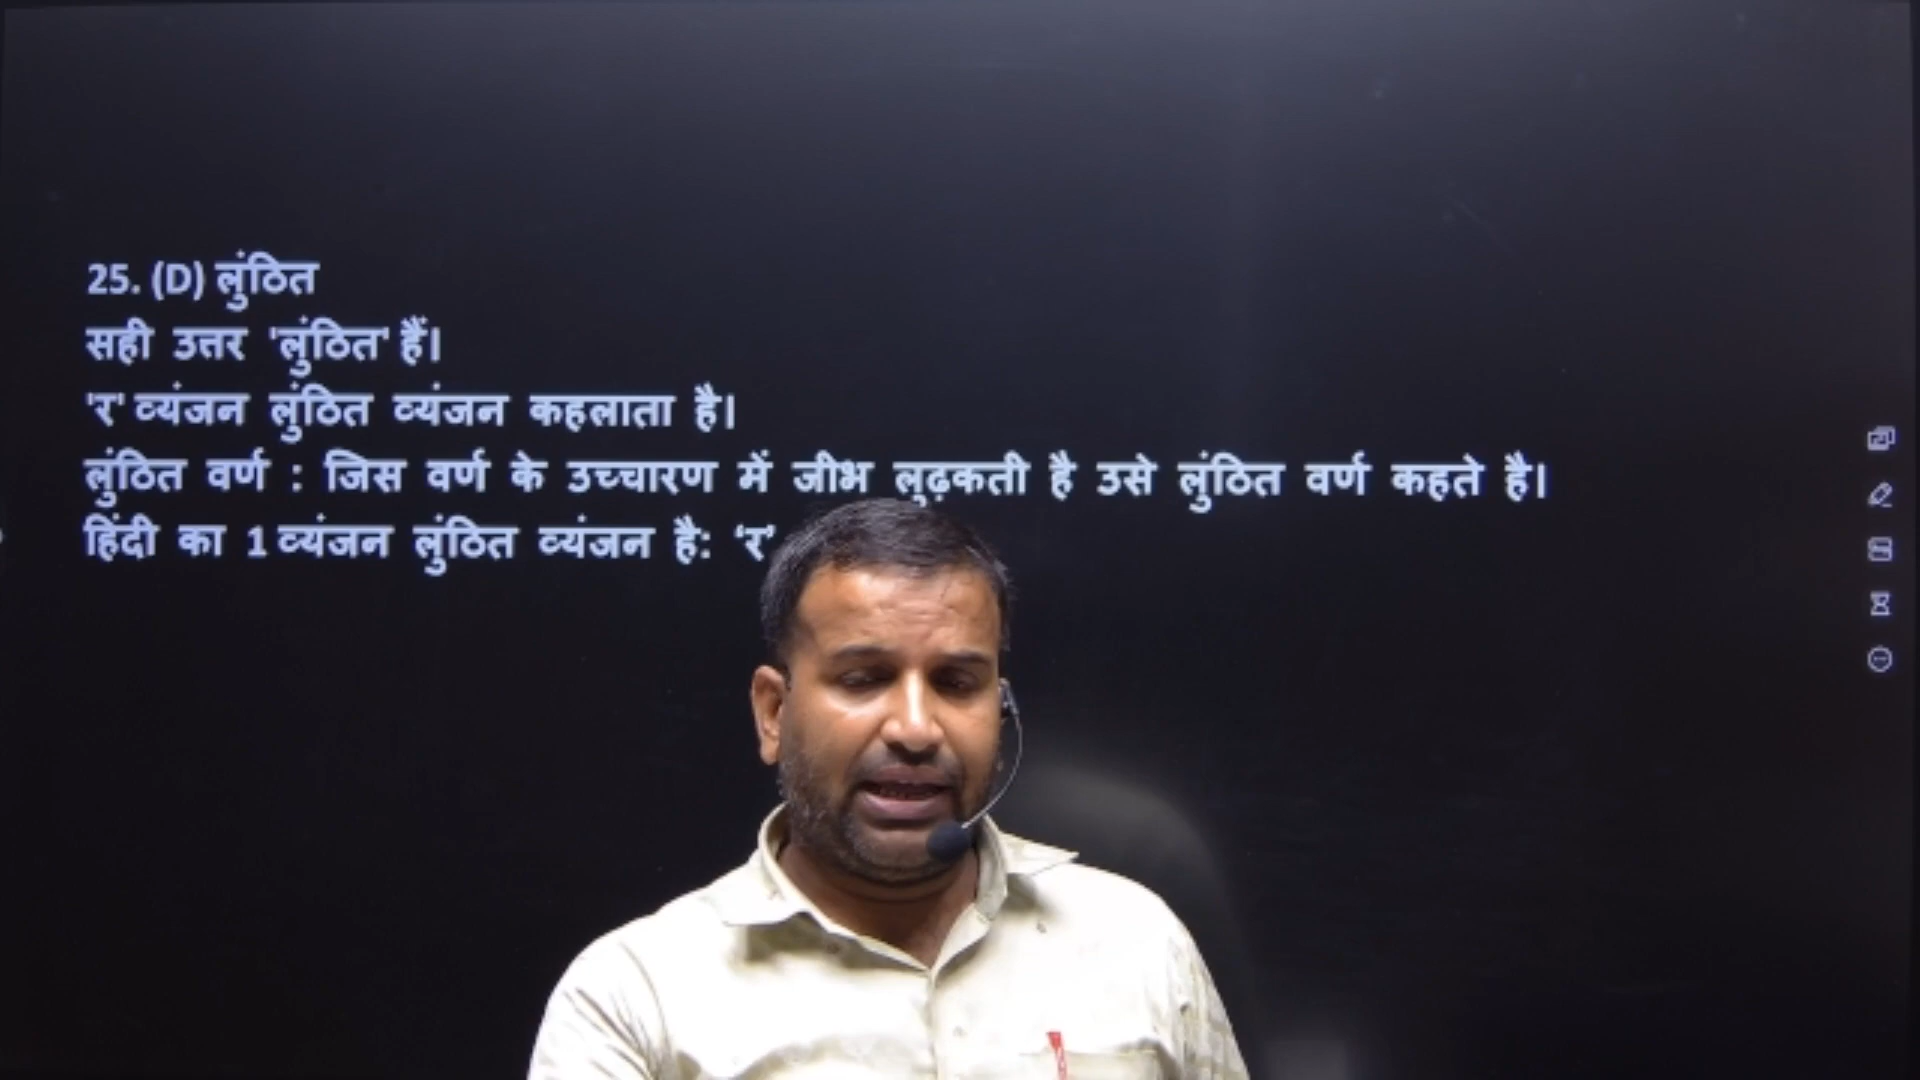 25. (D) लुंठित
सही उत्तर 'लुंठित' हैं।
'र' व्यंजन लुंठित व्यंजन कहलाता है।
लुंठित वर्ण : जिस वर्ण के उच्चारण में जीभ लुढ़कती है उसे लुंठित वर्ण कहते है।
हिंदी का 1 व्यंजन लुंठित व्यंजन है: ‘र’